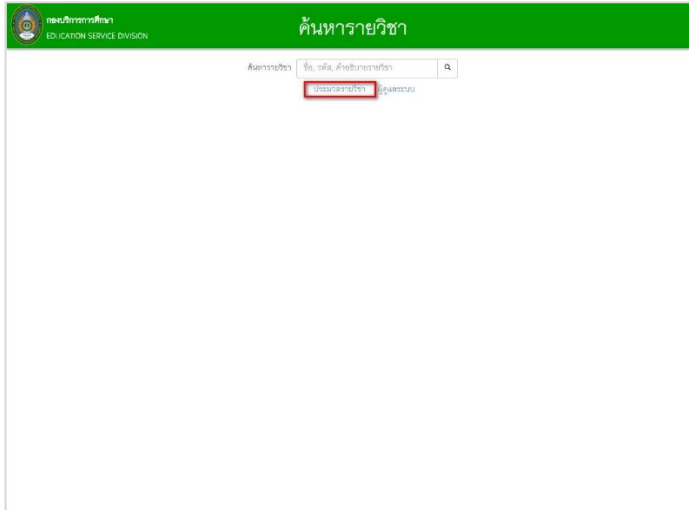 กองบริการการศึกษา
EDUCATION SERVICE DIVISION
ค้นหารายวิชา
ค้นหารายวิชา ชื่อ, รหัส, คำอธิบายรายวิชา
ประมวลรายวิชา ผู้ดูแลระบบ